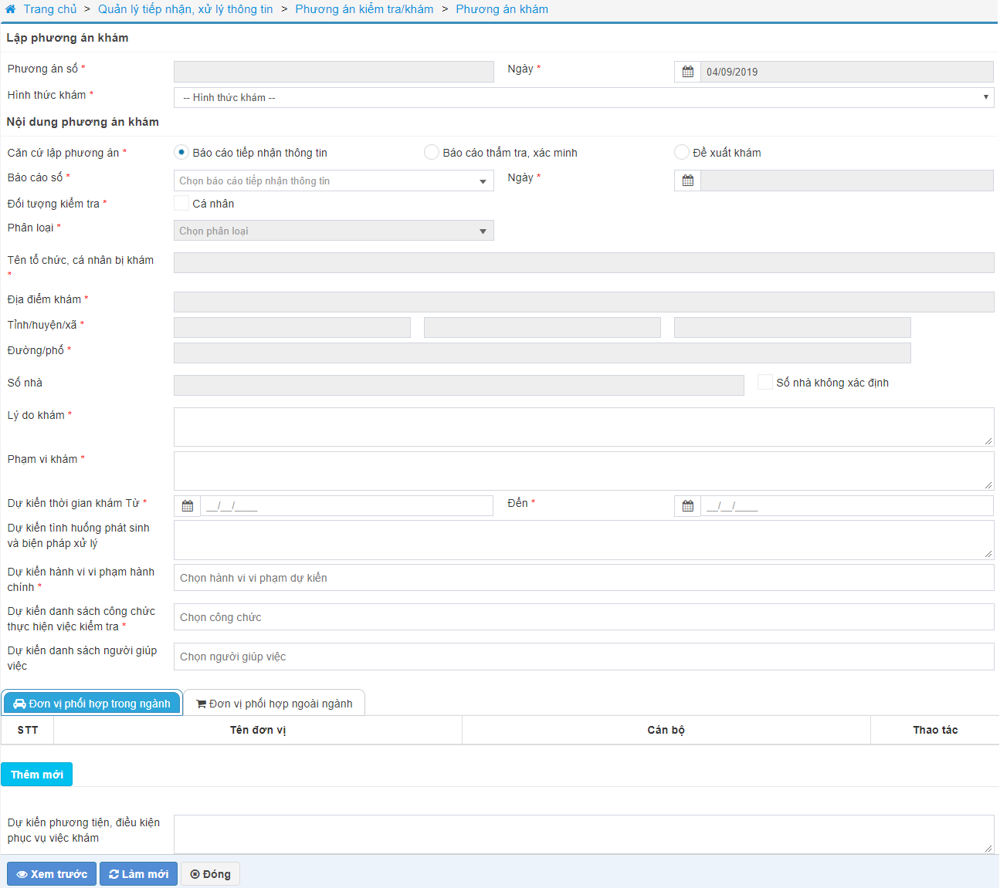 Trang chủ > Quản lý tiếp nhận, xử lý thông tin > Phương án kiểm tra/khám > Phương án khám
Lập phương án khám
Phương án số * Ngày * 04/09/2019
Hình thức khám * -- Hình thức khám --
Nội dung phương án khám
Căn cứ lập phương án * Báo cáo tiếp nhận thông tin Báo cáo thẩm tra, xác minh Đề xuất khám
Báo cáo số * Chọn báo cáo tiếp nhận thông tin Ngày *
Đối tượng kiểm tra * Cá nhân
Phân loại * Chọn phân loại
Tên tổ chức, cá nhân bị khám
*
Địa điểm khám *
Tỉnh/huyện/xã *
Đường/phố *
Số nhà Số nhà không xác định
Lý do khám *
Phạm vi khám *
Dự kiến thời gian khám Từ * __/__/____ Đến * __/__/____
Dự kiến tình huống phát sinh
và biện pháp xử lý
Dự kiến hành vi vi phạm hành
chính * Chọn hành vi vi phạm dự kiến
Dự kiến danh sách công chức
thực hiện việc kiểm tra * Chọn công chức
Dự kiến danh sách người giúp
việc Chọn người giúp việc
Đơn vị phối hợp trong ngành Đơn vị phối hợp ngoài ngành
STT Tên đơn vị Cán bộ Thao tác
Thêm mới
Dự kiến phương tiện, điều kiện
phục vụ việc khám
Xem trước Làm mới Đóng